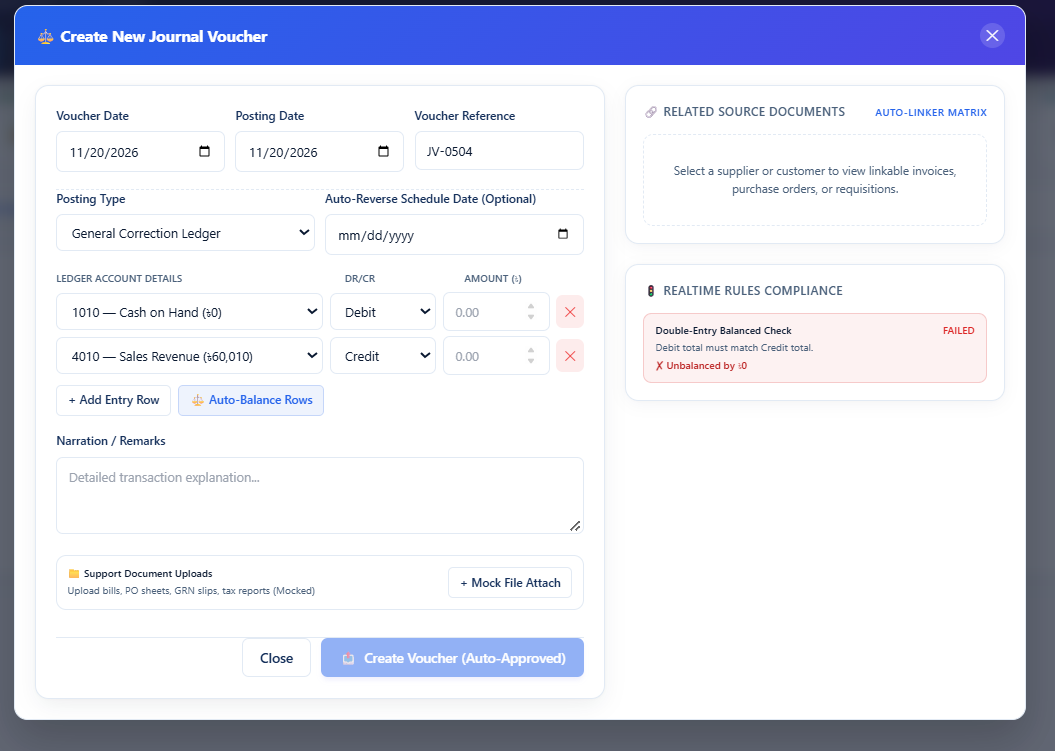 Create New Journal Voucher
Voucher Date
Posting Date
Voucher Reference
11/20/2026
11/20/2026
JV-0504
Posting Type
Auto-Reverse Schedule Date (Optional)
General Correction Ledger
mm/dd/yyyy
LEDGER ACCOUNT DETAILS
DR/CR
AMOUNT (৳)
1010 — Cash on Hand (৳0)
Debit
0.00
4010 — Sales Revenue (৳60,010)
Credit
0.00
+ Add Entry Row
Auto-Balance Rows
Narration / Remarks
Detailed transaction explanation...
Support Document Uploads
Upload bills, PO sheets, GRN slips, tax reports (Mocked)
+ Mock File Attach
Close
Create Voucher (Auto-Approved)
RELATED SOURCE DOCUMENTS
AUTO-LINKER MATRIX
Select a supplier or customer to view linkable invoices,
purchase orders, or requisitions.
REALTIME RULES COMPLIANCE
Double-Entry Balanced Check
FAILED
Debit total must match Credit total.
✗ Unbalanced by ৳0